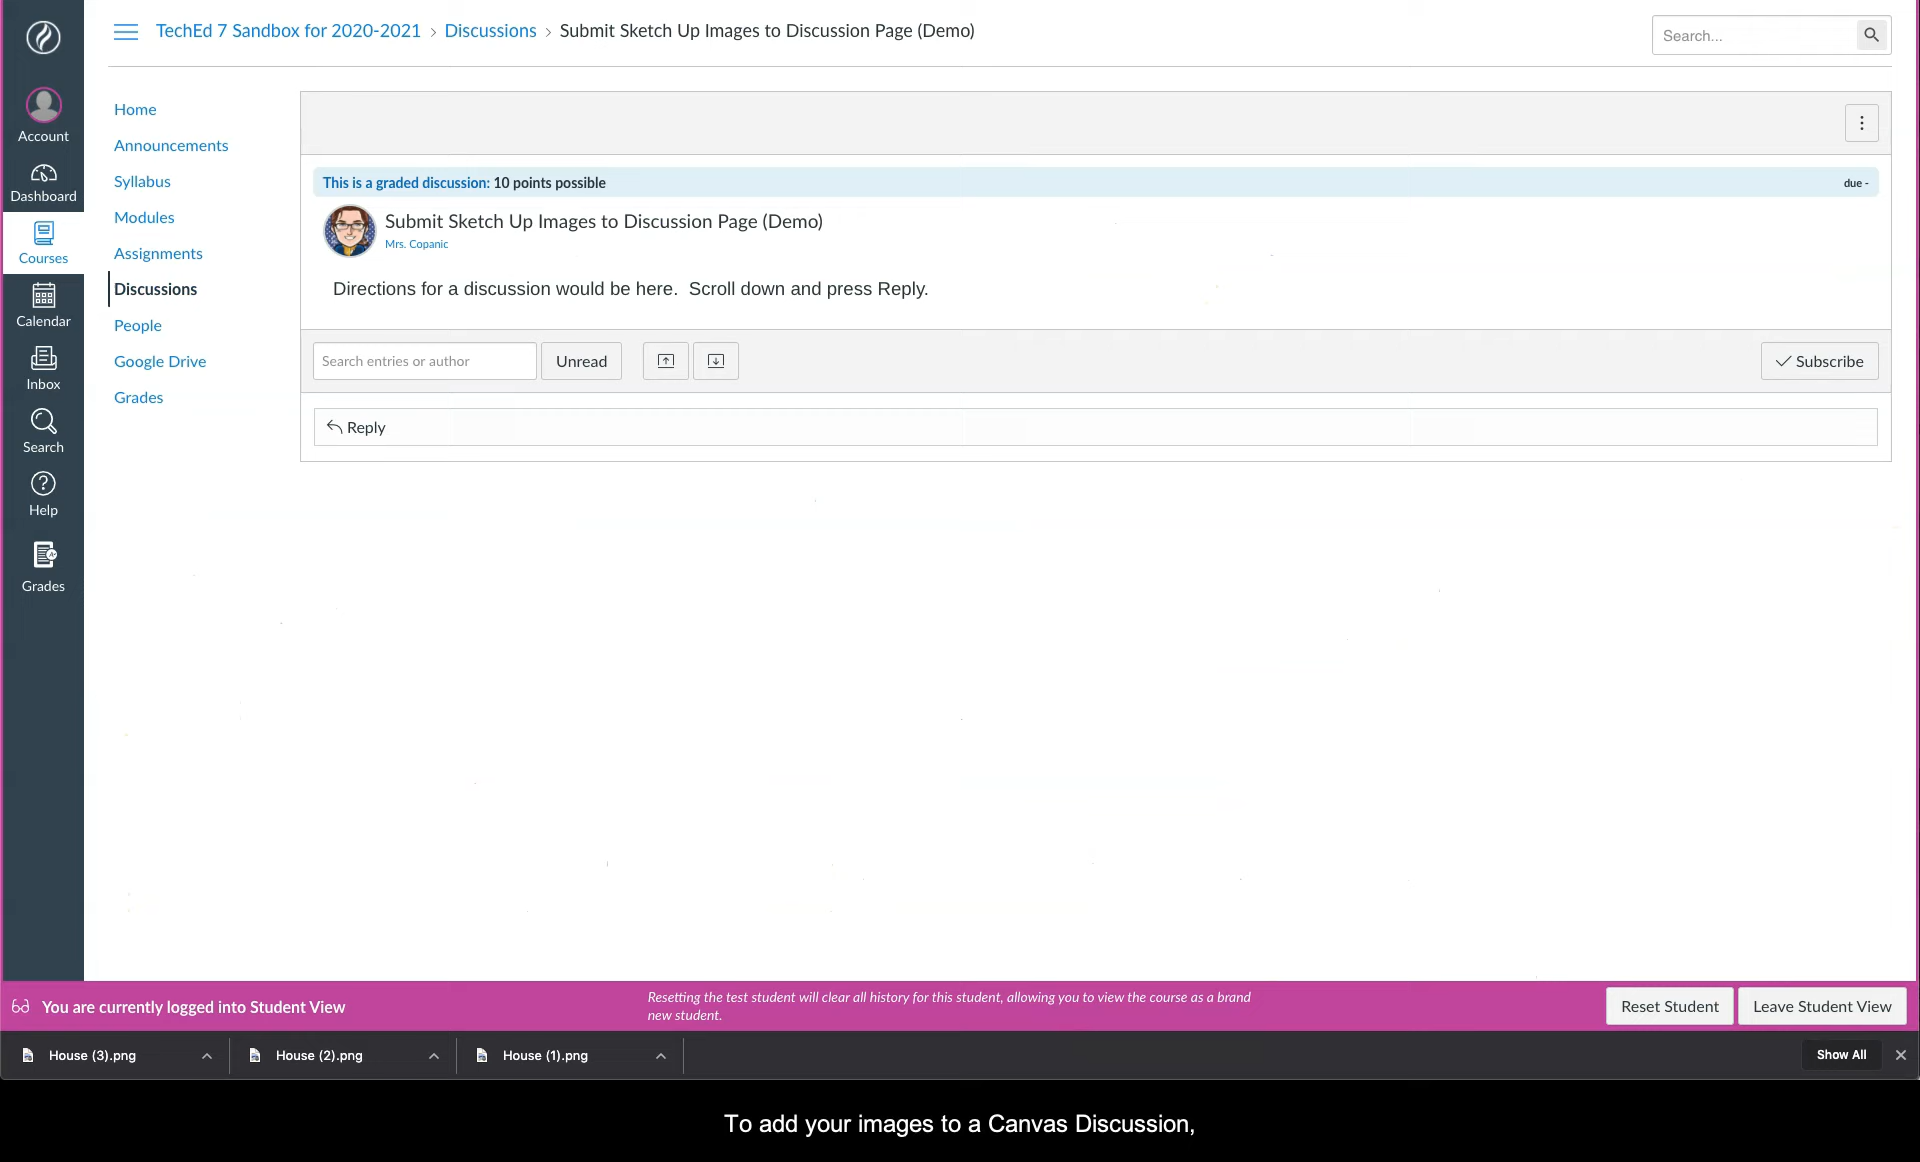 TechEd 7 Sandbox for 2020-2021 › Discussions › Submit Sketch Up Images to Discussion Page (Demo)
Search...
Account
Dashboard
Courses
Calendar
Inbox
Search
Help
Grades
Home
Announcements
Syllabus
Modules
Assignments
Discussions
People
Google Drive
Grades
This is a graded discussion: 10 points possible
due -
Submit Sketch Up Images to Discussion Page (Demo)
Mrs. Copanic
Directions for a discussion would be here. Scroll down and press Reply.
Search entries or author
Unread
Subscribe
Reply
You are currently logged into Student View
Resetting the test student will clear all history for this student, allowing you to view the course as a brand
new student.
Reset Student
Leave Student View
House (3).png
House (2).png
House (1).png
Show All
To add your images to a Canvas Discussion,